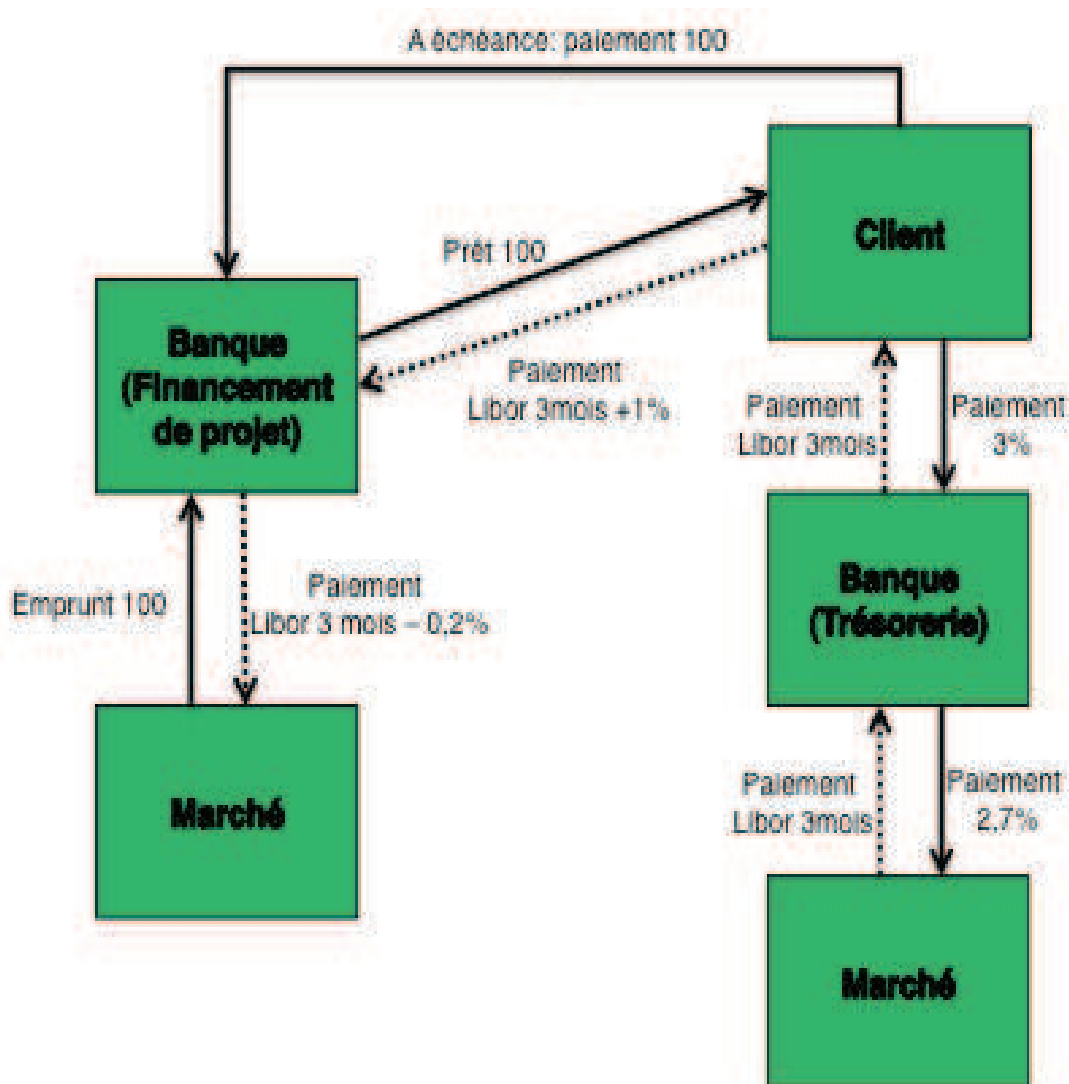 A échéance: paiement 100
Client
Prêt 100
Banque
(Financement
de projet)
Paiement
Libor 3mois +1%
Paiement
Libor 3mois
Paiement
3%
Emprunt 100
Paiement
Libor 3 mois – 0,2%
Banque
(Trésorerie)
Marché
Paiement
Libor 3mois
Paiement
2,7%
Marché